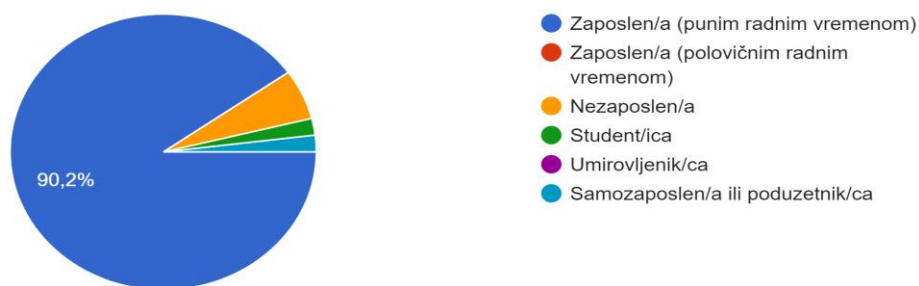 90,2%
Zaposlen/a (punim radnim vremenom)
Zaposlen/a (polovičnim radnim
vremenom)
Nezaposlen/a
Student/ica
Umirovljenik/ca
Samozaposlen/a ili poduzetnik/ca